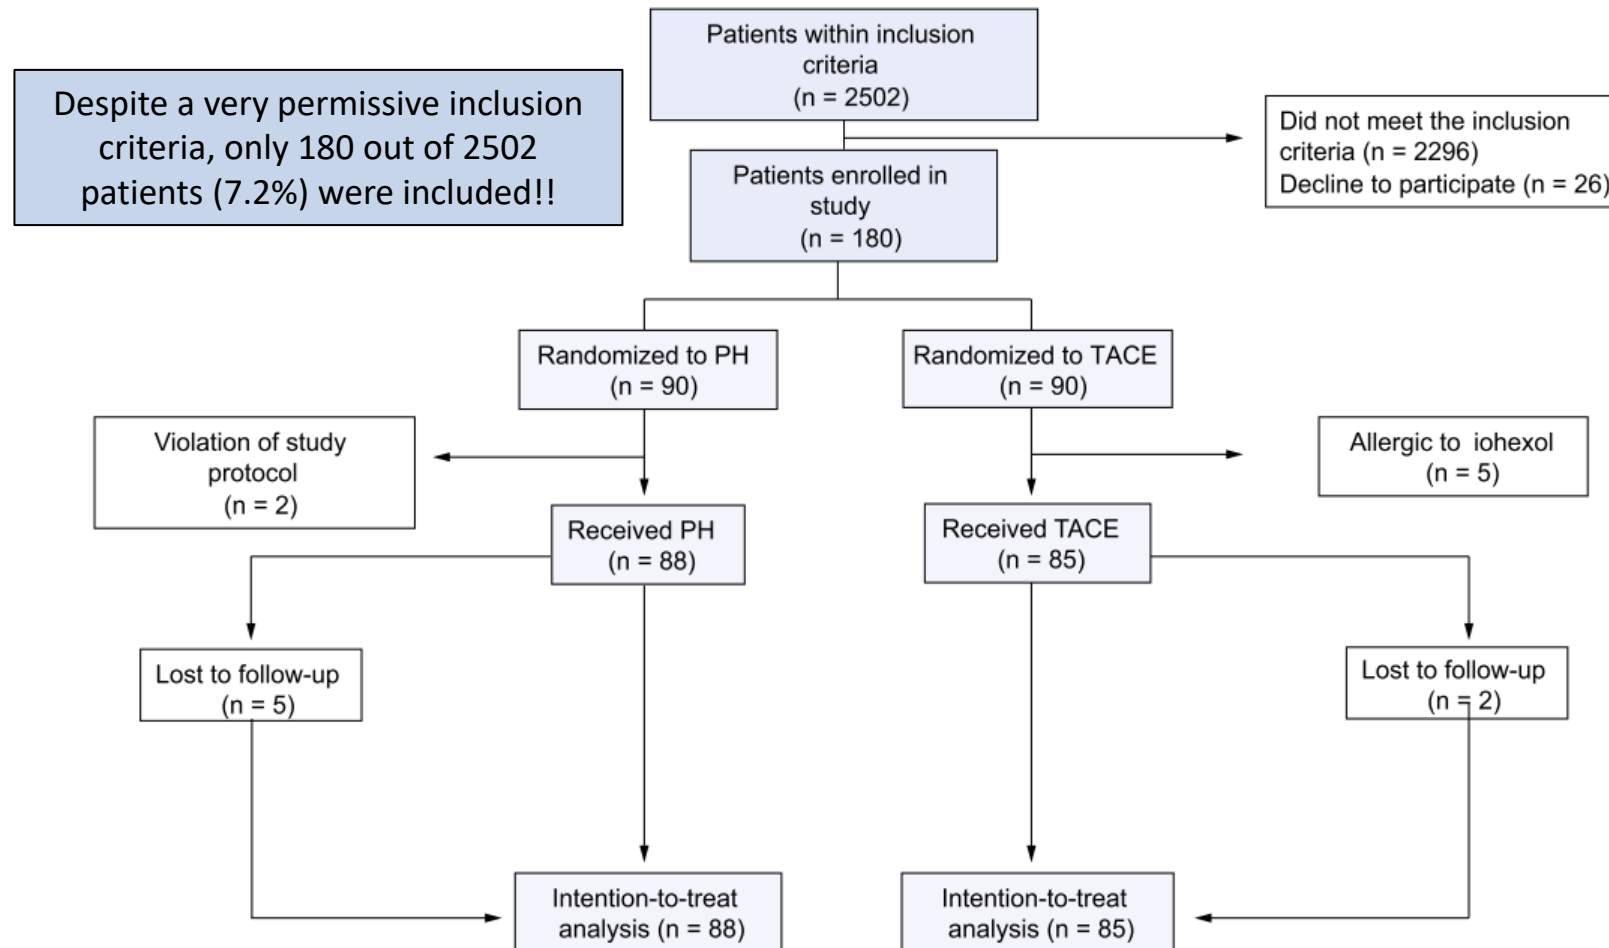 Patients within inclusion
criteria
(n = 2502)
Despite a very permissive inclusion
criteria, only 180 out of 2502
patients (7.2%) were included!!
Did not meet the inclusion
criteria (n = 2296)
Decline to participate (n = 26)
Patients enrolled in
study
(n = 180)
Randomized to PH
(n = 90)
Randomized to TACE
(n = 90)
Violation of study
protocol
(n = 2)
Allergic to iohexol
(n = 5)
Received PH
(n = 88)
Received TACE
(n = 85)
Lost to follow-up
(n = 5)
Lost to follow-up
(n = 2)
Intention-to-treat
analysis (n = 88)
Intention-to-treat
analysis (n = 85)